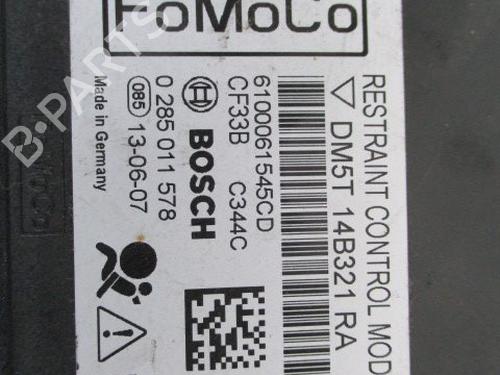 FoMoCo
RESTRAINT CONTROL MOD
DM5T 14B321 RA
6100061545CD
CF33B C344C
BOSCH
0 285 011 578
085 13-06-07
Made in Germany
B-PARTS